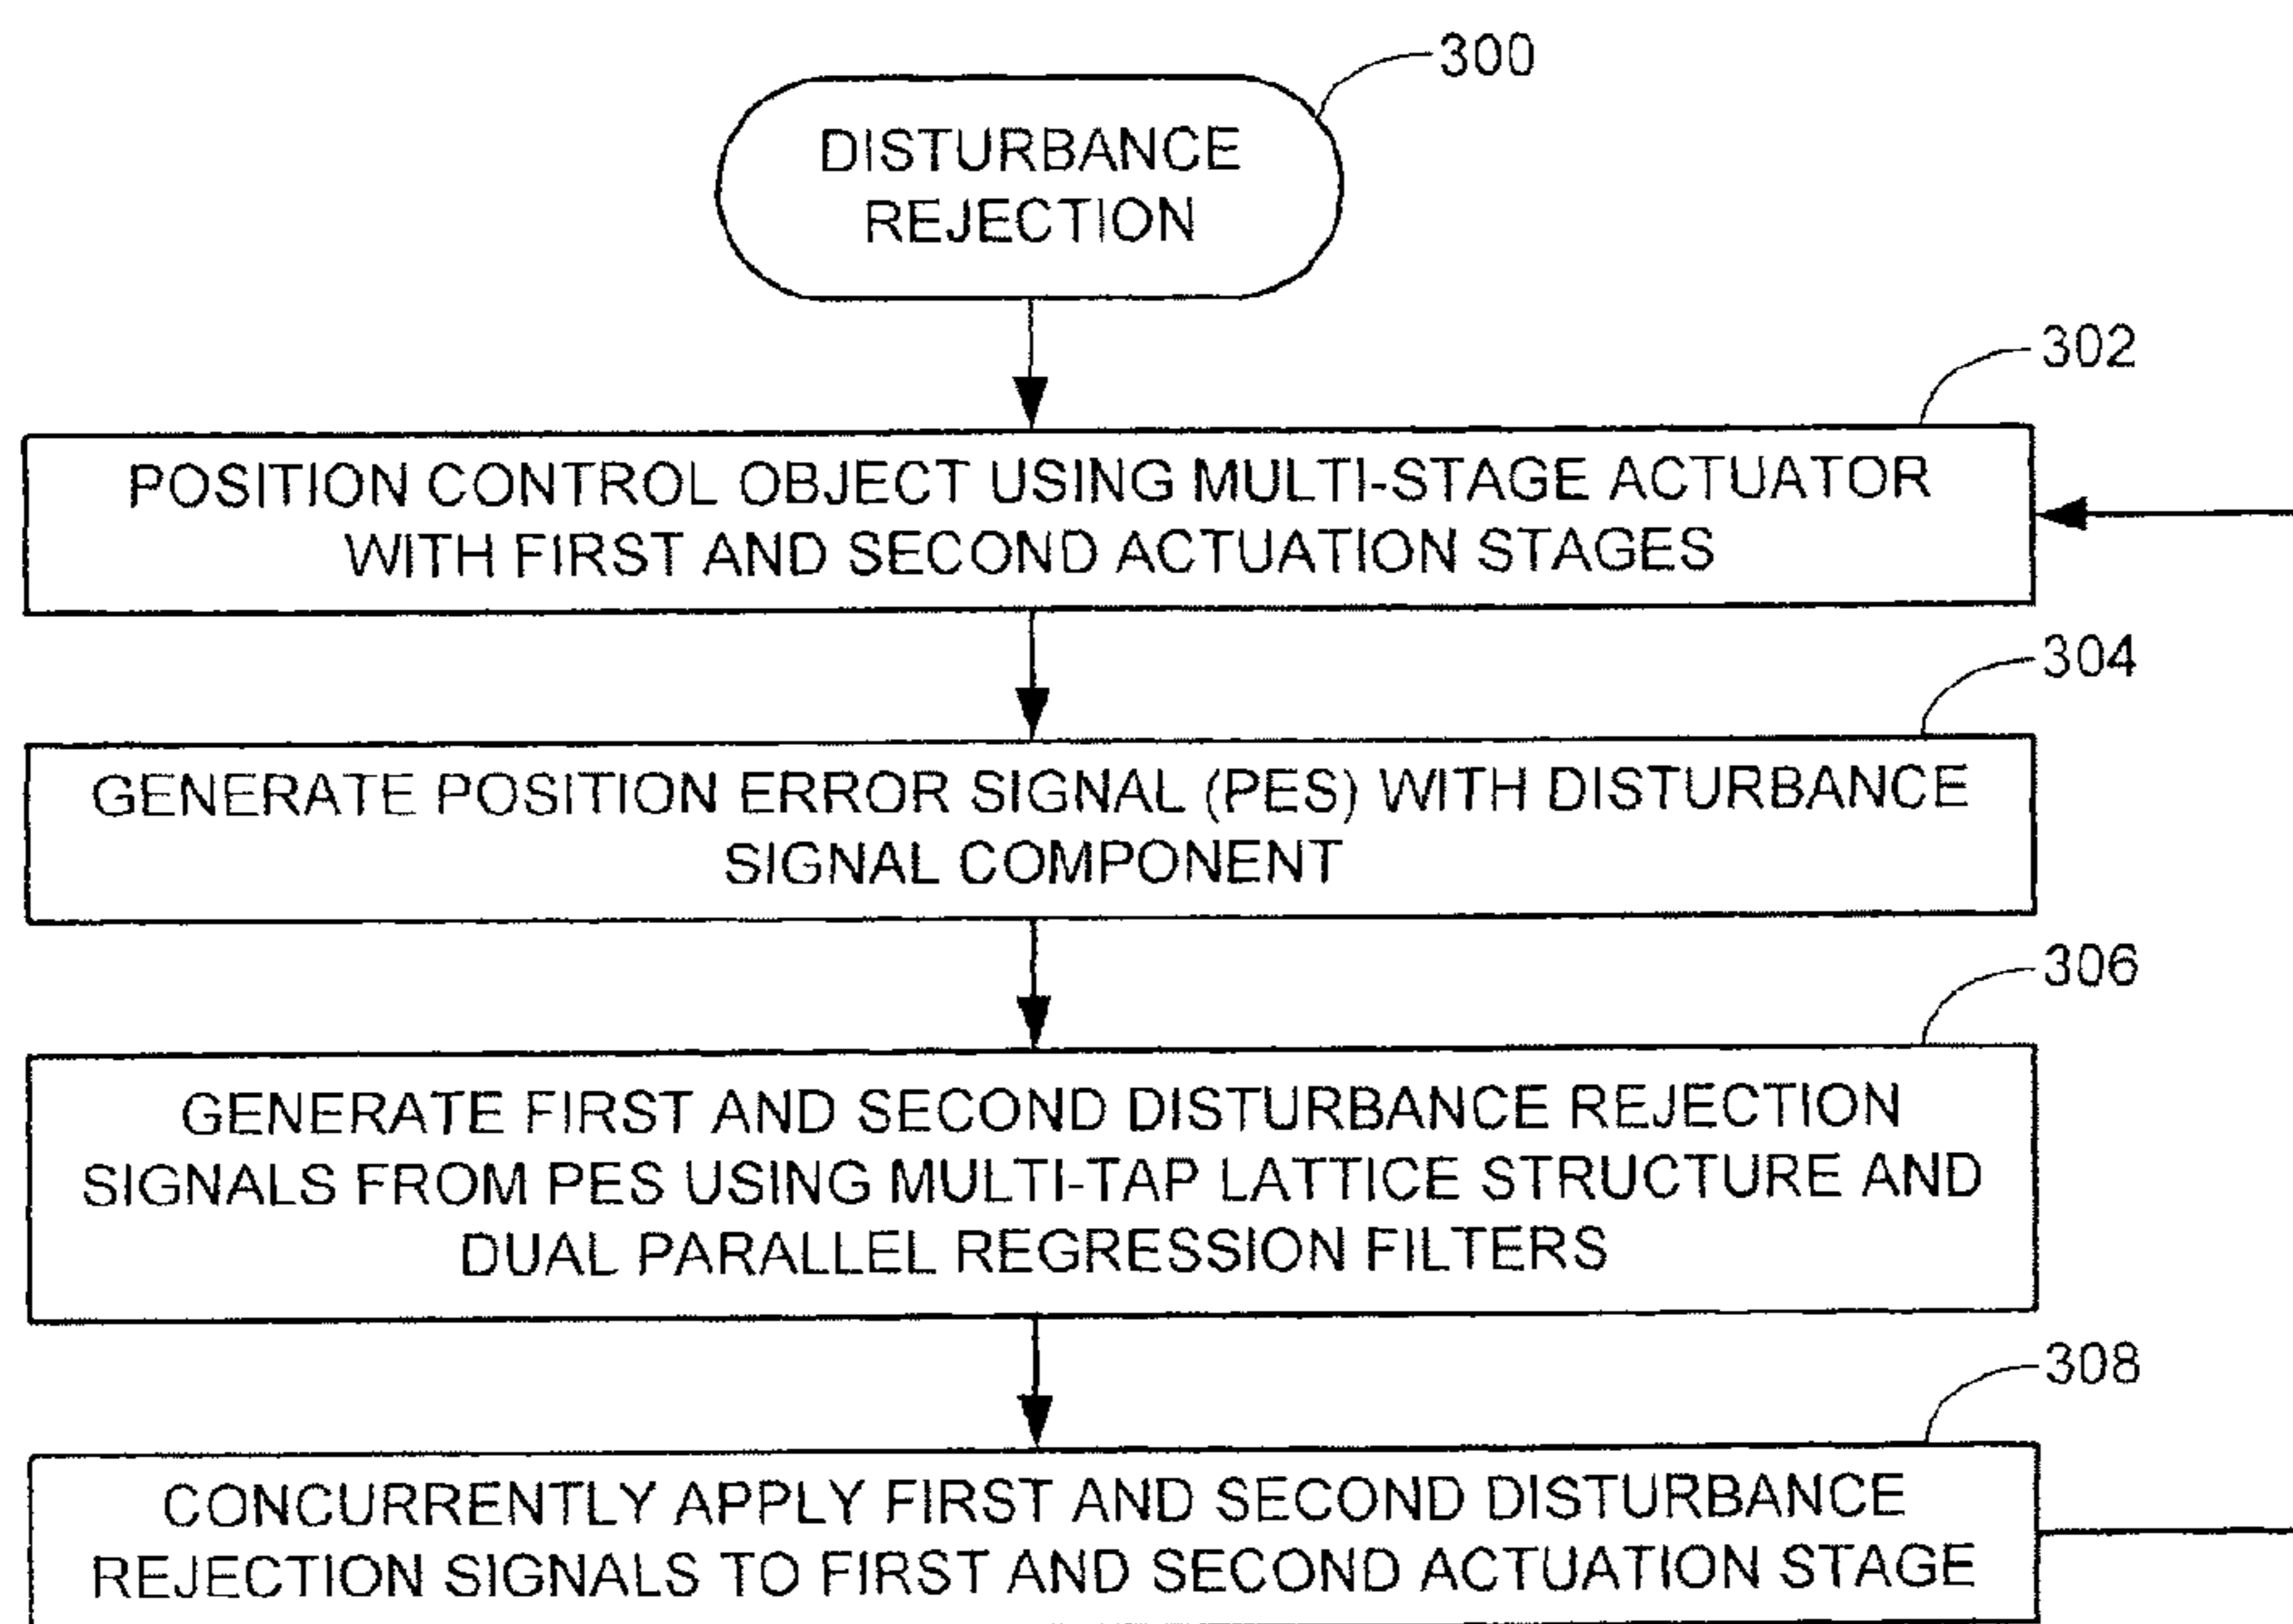 300
DISTURBANCE
REJECTION
302
POSITION CONTROL OBJECT USING MULTI-STAGE ACTUATOR
WITH FIRST AND SECOND ACTUATION STAGES
304
GENERATE POSITION ERROR SIGNAL (PES) WITH DISTURBANCE
SIGNAL COMPONENT
306
GENERATE FIRST AND SECOND DISTURBANCE REJECTION
SIGNALS FROM PES USING MULTI-TAP LATTICE STRUCTURE AND
DUAL PARALLEL REGRESSION FILTERS
308
CONCURRENTLY APPLY FIRST AND SECOND DISTURBANCE
REJECTION SIGNALS TO FIRST AND SECOND ACTUATION STAGE